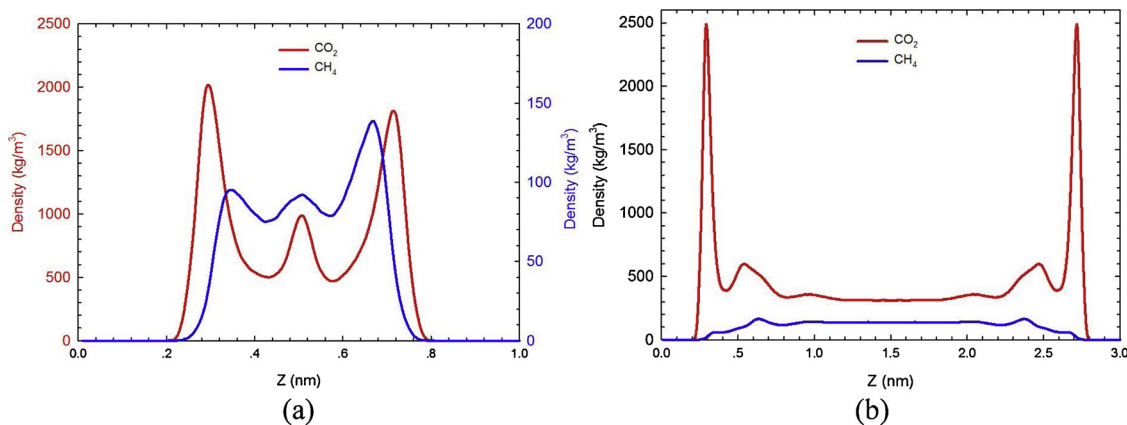 2500
2000
1500
1000
500
0
Density (kg/m³)
CO₂
CH₄
200
150
100
50
0
Density (kg/m³)
0.0 .2 .4 .6 .8 1.0
Z (nm)
(a)
2500
2000
1500
1000
500
0
Density (kg/m³)
CO₂
CH₄
0.0 .5 1.0 1.5 2.0 2.5 3.0
Z (nm)
(b)